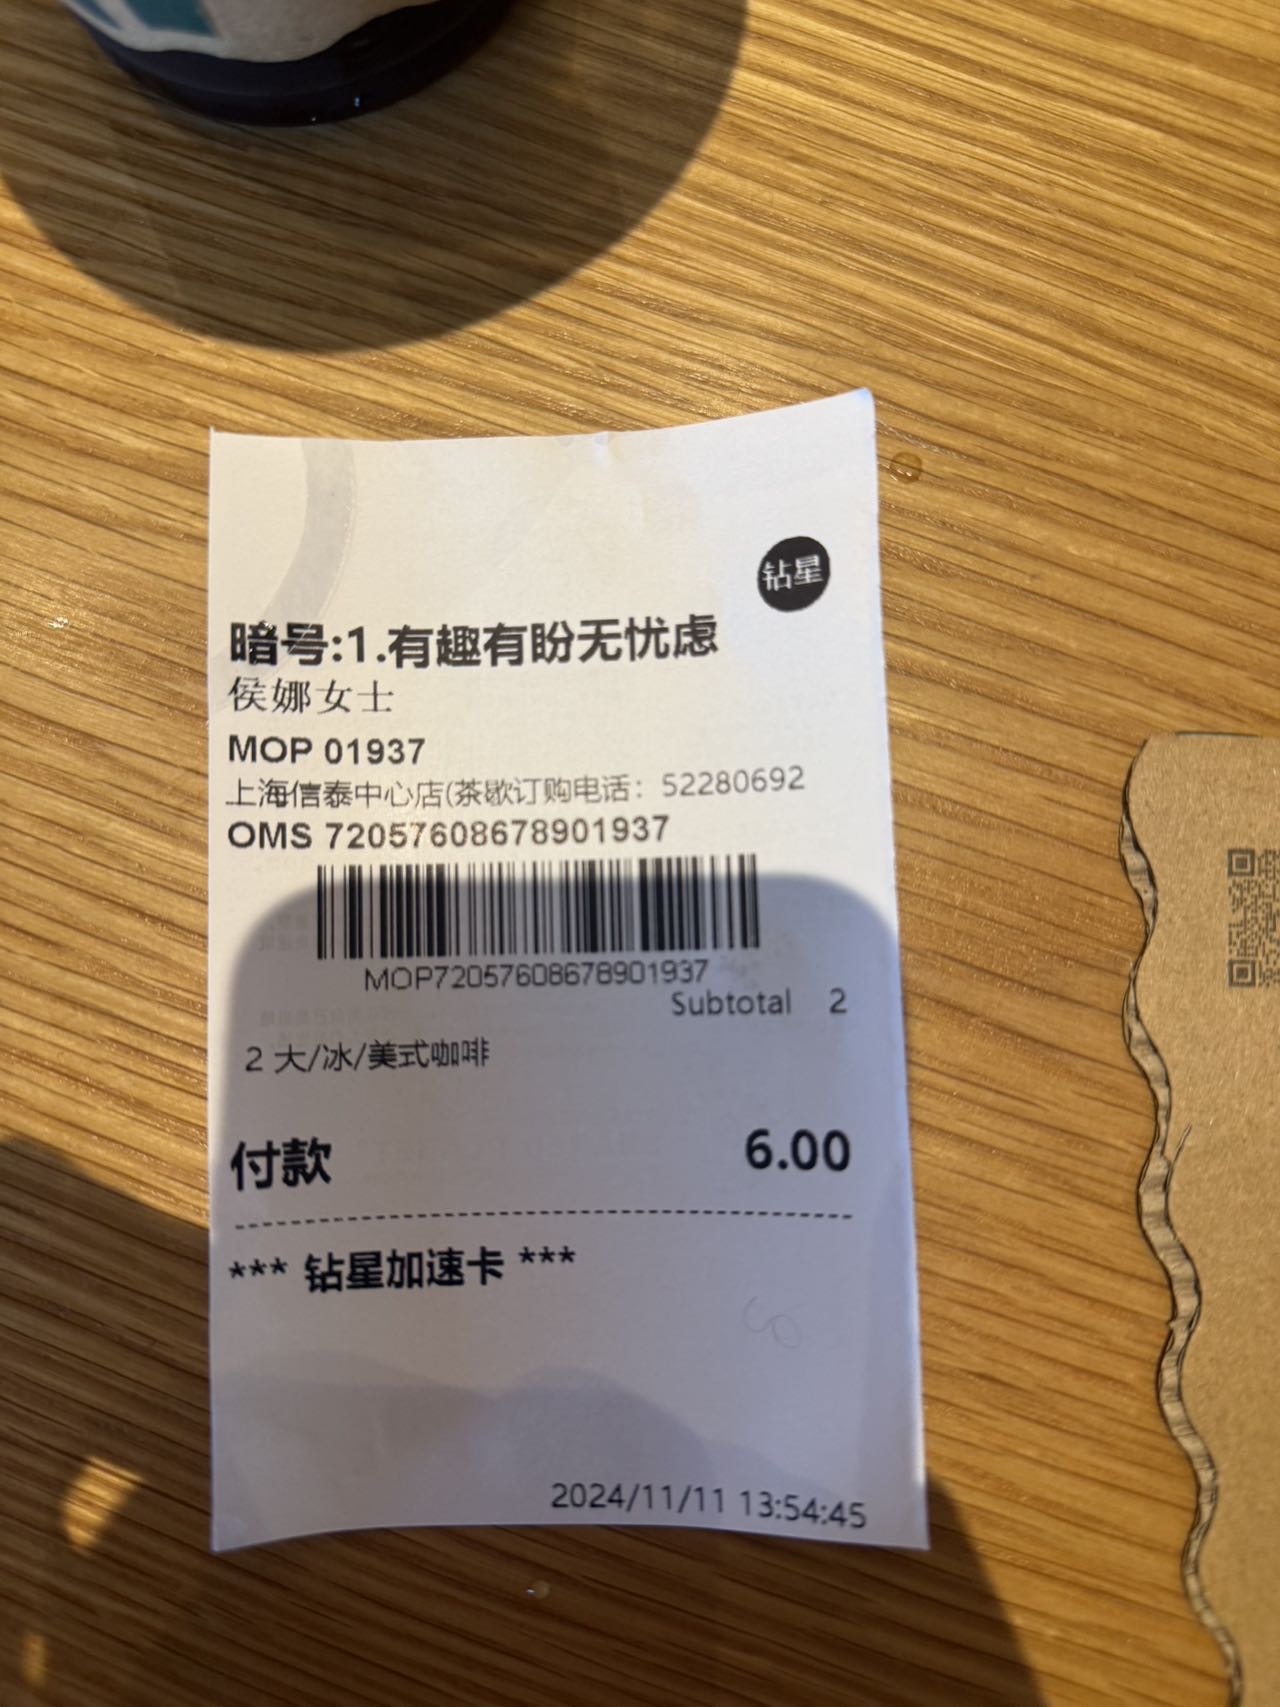 钻星
暗号:1.有趣有盼无忧虑
侯娜女士
MOP 01937
上海信泰中心店(茶歇订购电话：52280692
OMS 72057608678901937
MOP72057608678901937
Subtotal 2
2 大/冰/美式咖啡
付款 6.00
*** 钻星加速卡 ***
2024/11/11 13:54:45